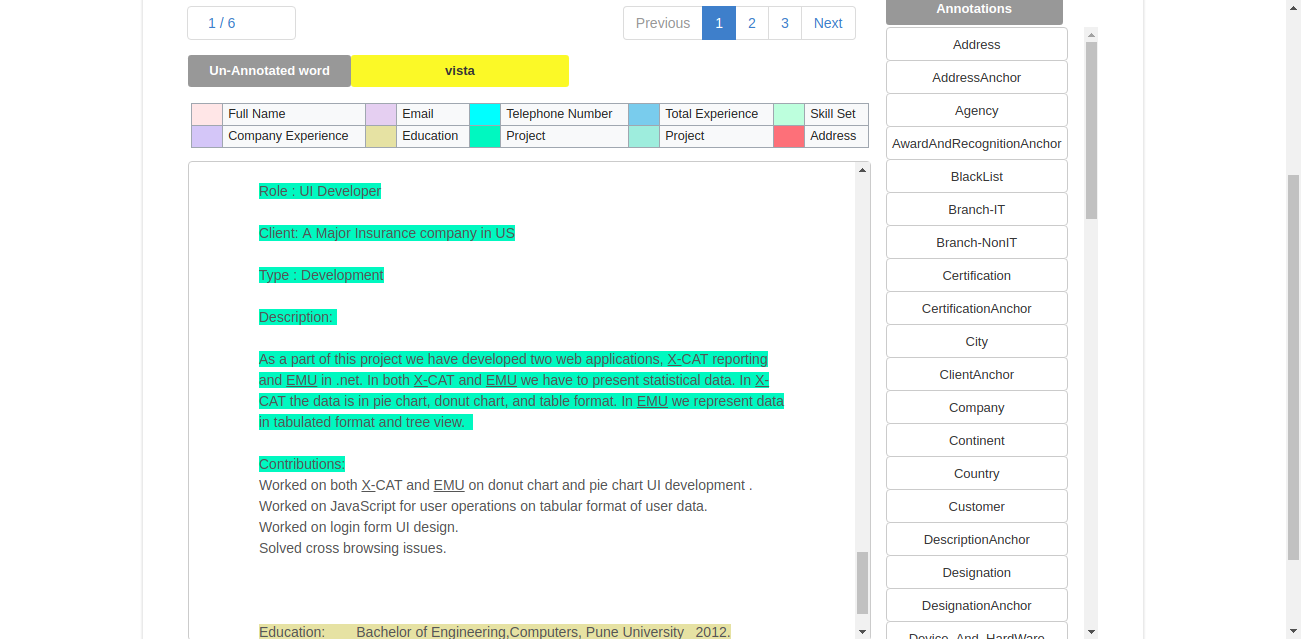 1 / 6
Previous 1 2 3 Next
Annotations
Un-Annotated word vista
Full Name Email Telephone Number Total Experience Skill Set
Company Experience Education Project Project Address
Role : UI Developer
Client: A Major Insurance company in US
Type : Development
Description:
As a part of this project we have developed two web applications, X-CAT reporting
and EMU in .net. In both X-CAT and EMU we have to present statistical data. In X-
CAT the data is in pie chart, donut chart, and table format. In EMU we represent data
in tabulated format and tree view.
Contributions:
Worked on both X-CAT and EMU on donut chart and pie chart UI development .
Worked on JavaScript for user operations on tabular format of user data.
Worked on login form UI design.
Solved cross browsing issues.
Education: Bachelor of Engineering,Computers, Pune University 2012.
Address
AddressAnchor
Agency
AwardAndRecognitionAnchor
BlackList
Branch-IT
Branch-NonIT
Certification
CertificationAnchor
City
ClientAnchor
Company
Continent
Country
Customer
DescriptionAnchor
Designation
DesignationAnchor
Device_And_HardWare